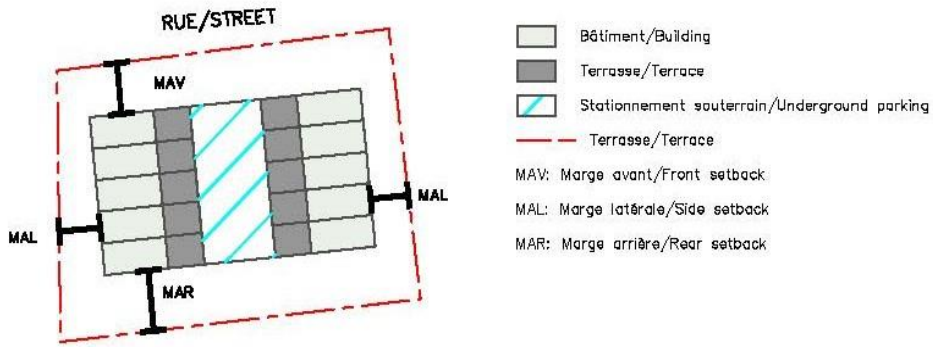 RUE/STREET
MAV
MAL
MAL
MAR
Bâtiment/Building
Terrasse/Terrace
Stationnement souterrain/Underground parking
Terrasse/Terrace
MAV: Marge avant/Front setback
MAL: Marge latérale/Side setback
MAR: Marge arrière/Rear setback